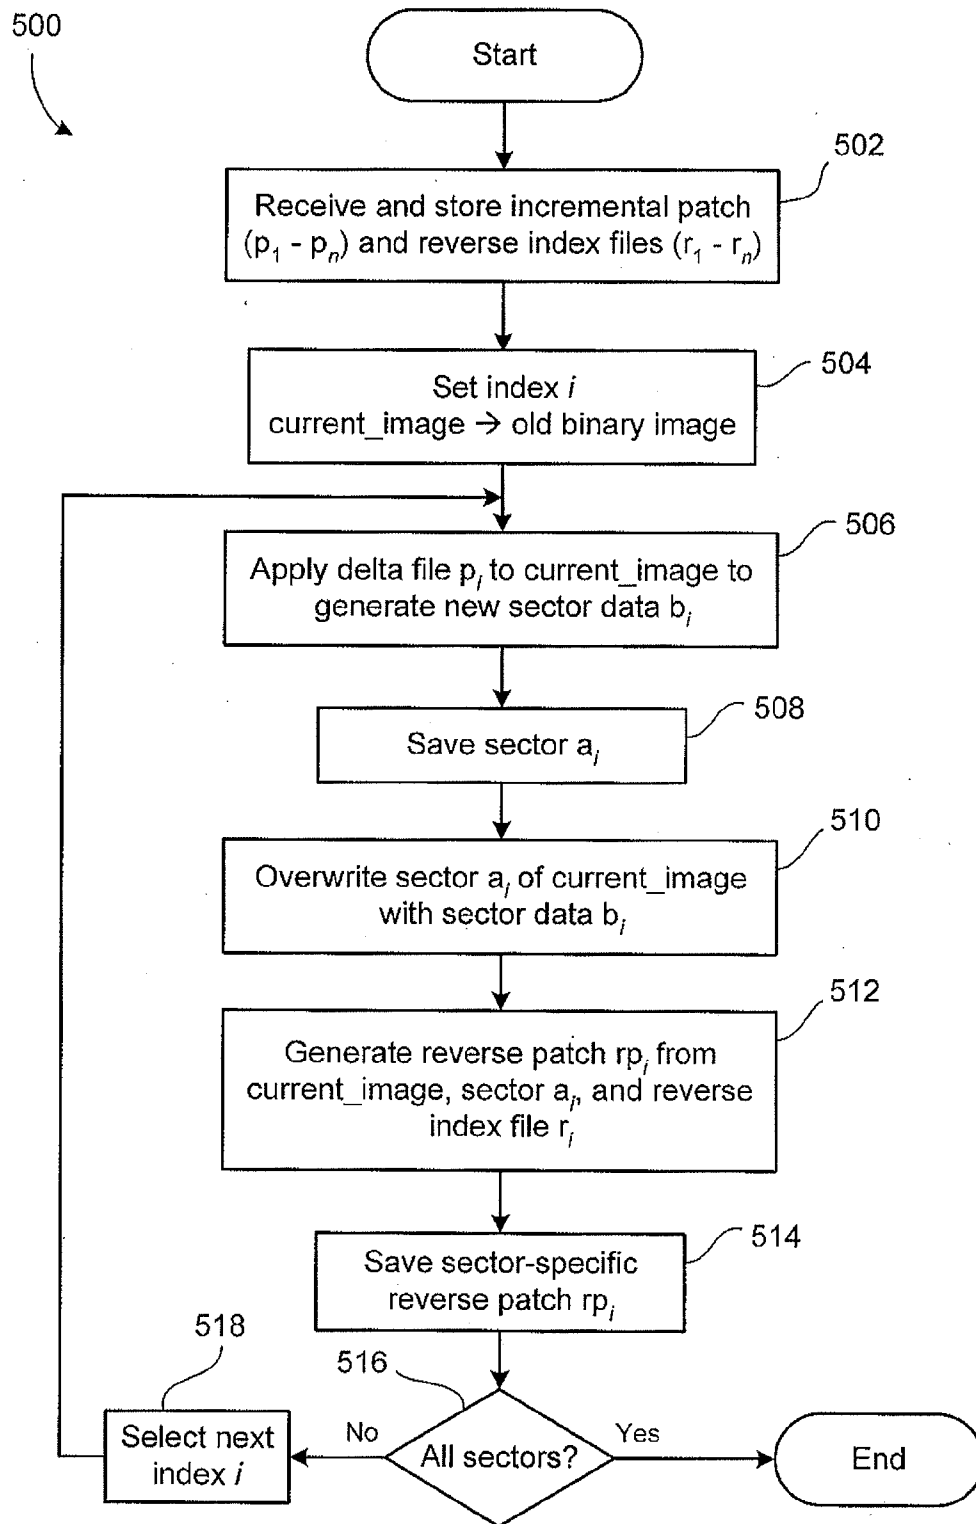 500
Start
502
Receive and store incremental patch
(p₁ - pₙ) and reverse index files (r₁ - rₙ)
504
Set index i
current_image → old binary image
506
Apply delta file pᵢ to current_image to
generate new sector data bᵢ
508
Save sector aᵢ
510
Overwrite sector aᵢ of current_image
with sector data bᵢ
512
Generate reverse patch rpᵢ from
current_image, sector aᵢ, and reverse
index file rᵢ
514
Save sector-specific
reverse patch rpᵢ
516
518
Select next
index i
No
All sectors?
Yes
End